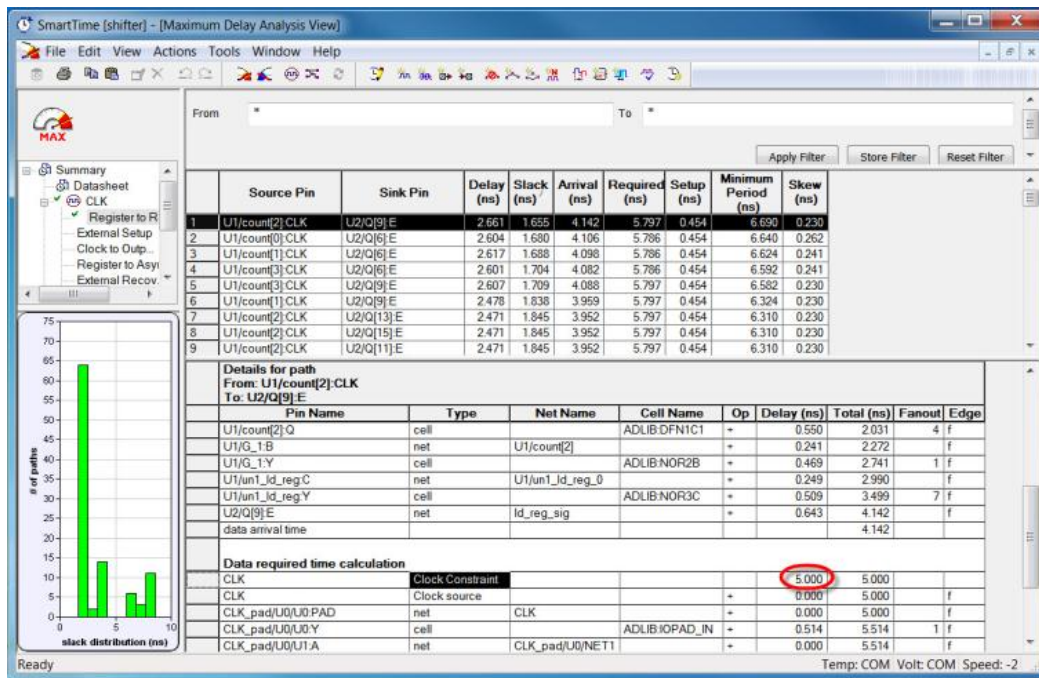 SmartTime [shifter] - [Maximum Delay Analysis View]
File Edit View Actions Tools Window Help
From * To *
MAX
Apply Filter Store Filter Reset Filter
Summary
Datasheet
CLK
Register to R
External Setup
Clock to Outp...
Register to Asyn
External Recov.
Source Pin Sink Pin Delay (ns) Slack (ns) Arrival (ns) Required (ns) Setup (ns) Minimum Period (ns) Skew (ns)
1 U1/count[2]:CLK U2/Q[9]:E 2.661 1.655 4.142 5.797 0.454 6.690 0.230
2 U1/count[0]:CLK U2/Q[6]:E 2.604 1.680 4.106 5.786 0.454 6.640 0.262
3 U1/count[1]:CLK U2/Q[6]:E 2.617 1.688 4.098 5.786 0.454 6.624 0.241
4 U1/count[3]:CLK U2/Q[6]:E 2.601 1.704 4.082 5.786 0.454 6.592 0.241
5 U1/count[3]:CLK U2/Q[9]:E 2.607 1.709 4.088 5.797 0.454 6.582 0.230
6 U1/count[1]:CLK U2/Q[9]:E 2.478 1.838 3.959 5.797 0.454 6.324 0.230
7 U1/count[2]:CLK U2/Q[13]:E 2.471 1.845 3.952 5.797 0.454 6.310 0.230
8 U1/count[2]:CLK U2/Q[15]:E 2.471 1.845 3.952 5.797 0.454 6.310 0.230
9 U1/count[2]:CLK U2/Q[11]:E 2.471 1.845 3.952 5.797 0.454 6.310 0.230
75
70
65
60
55
50
45
40
35
30
25
20
15
10
5
0
# of paths
0 5 10
slack distribution (ns)
Details for path
From: U1/count[2]:CLK
To: U2/Q[9]:E
Pin Name Type Net Name Cell Name Op Delay (ns) Total (ns) Fanout Edge
U1/count[2]:Q cell ADLIB:DFN1C1 + 0.550 2.031 4 f
U1/G_1:B net U1/count[2] + 0.241 2.272 f
U1/G_1:Y cell ADLIB:NOR2B + 0.469 2.741 1 f
U1/un1_ld_reg:C net U1/un1_ld_reg_0 + 0.249 2.990 f
U1/un1_ld_reg:Y cell ADLIB:NOR3C + 0.509 3.499 7 f
U2/Q[9]:E net ld_reg_sig + 0.643 4.142 f
data arrival time 4.142
Data required time calculation
CLK Clock Constraint 5.000 5.000
CLK Clock source + 0.000 5.000 f
CLK_pad/U0/U0:PAD net CLK + 0.000 5.000 f
CLK_pad/U0/U0:Y cell ADLIB:IOPAD_IN + 0.514 5.514 1 f
CLK_pad/U0/U1:A net CLK_pad/U0/NET1 + 0.000 5.514 f
Ready Temp: COM Volt: COM Speed: -2